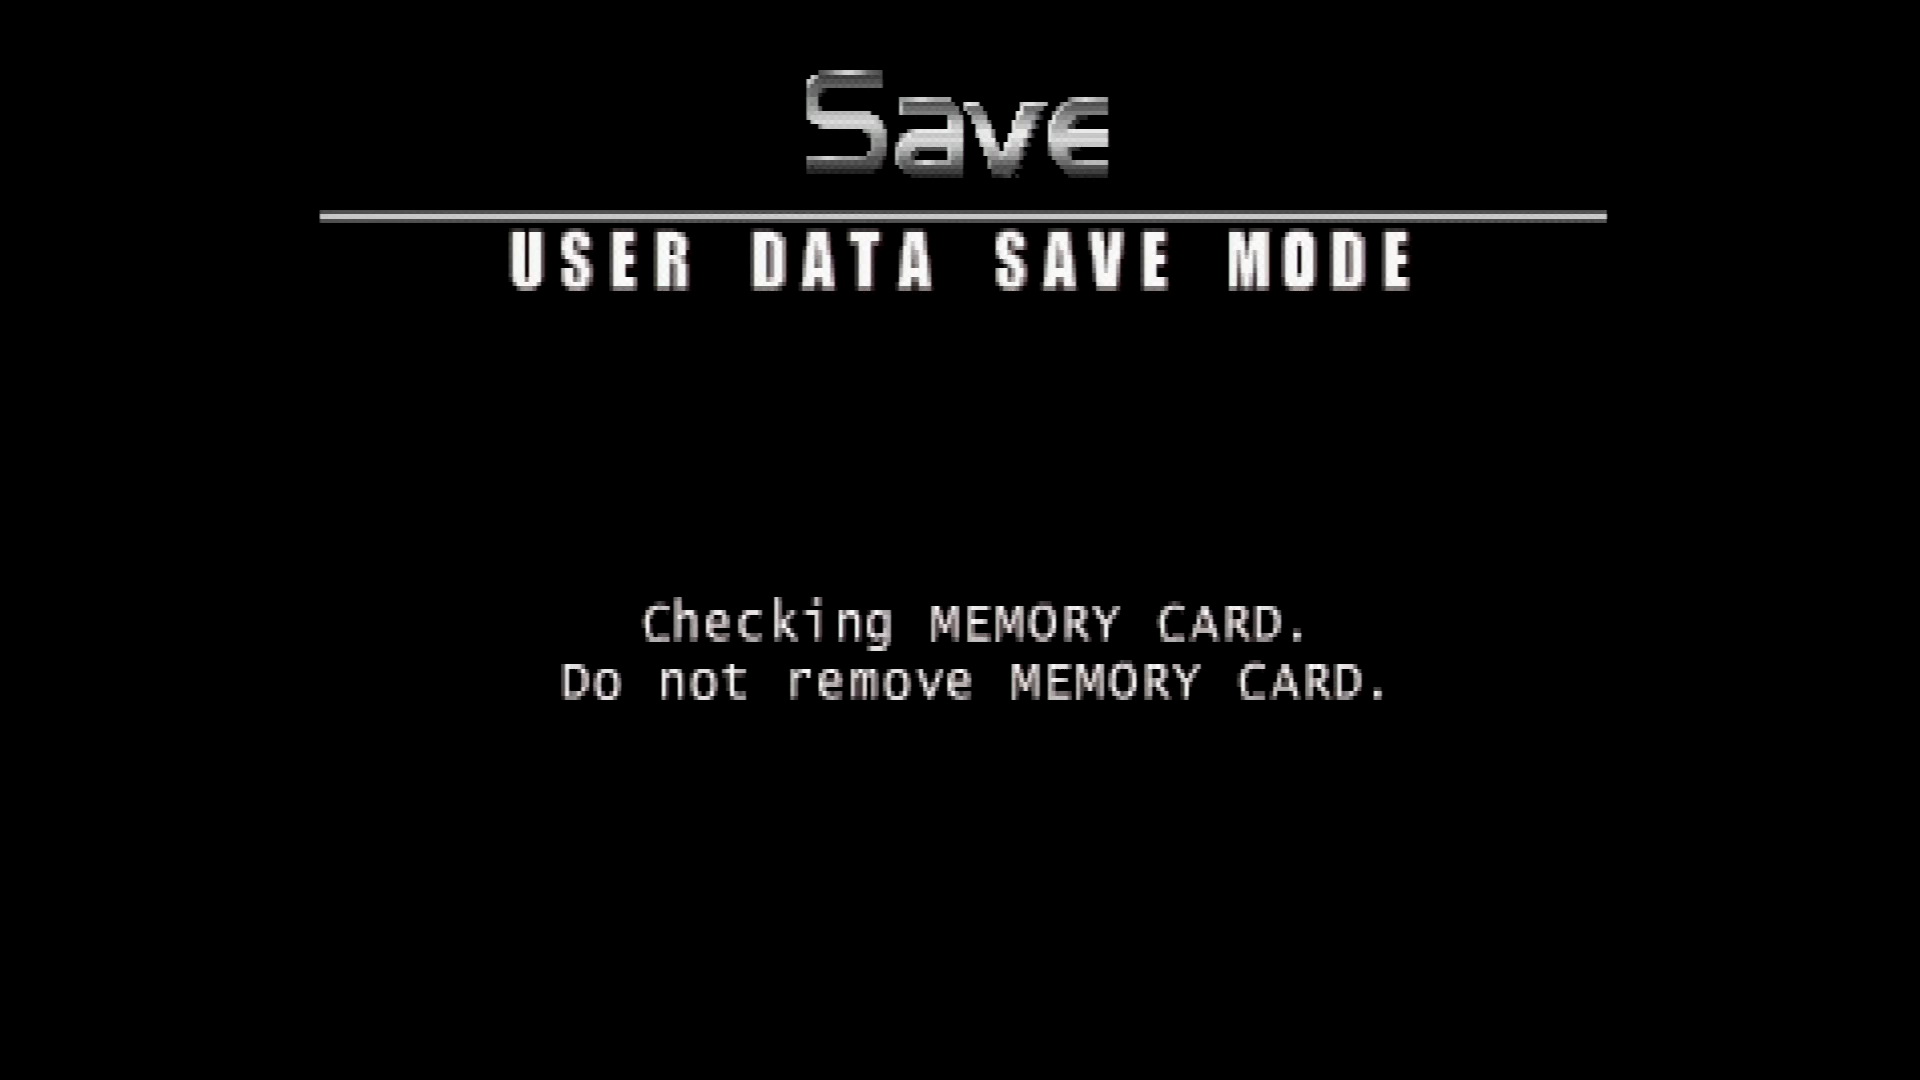 Save
USER DATA SAVE MODE
Checking MEMORY CARD.
Do not remove MEMORY CARD.